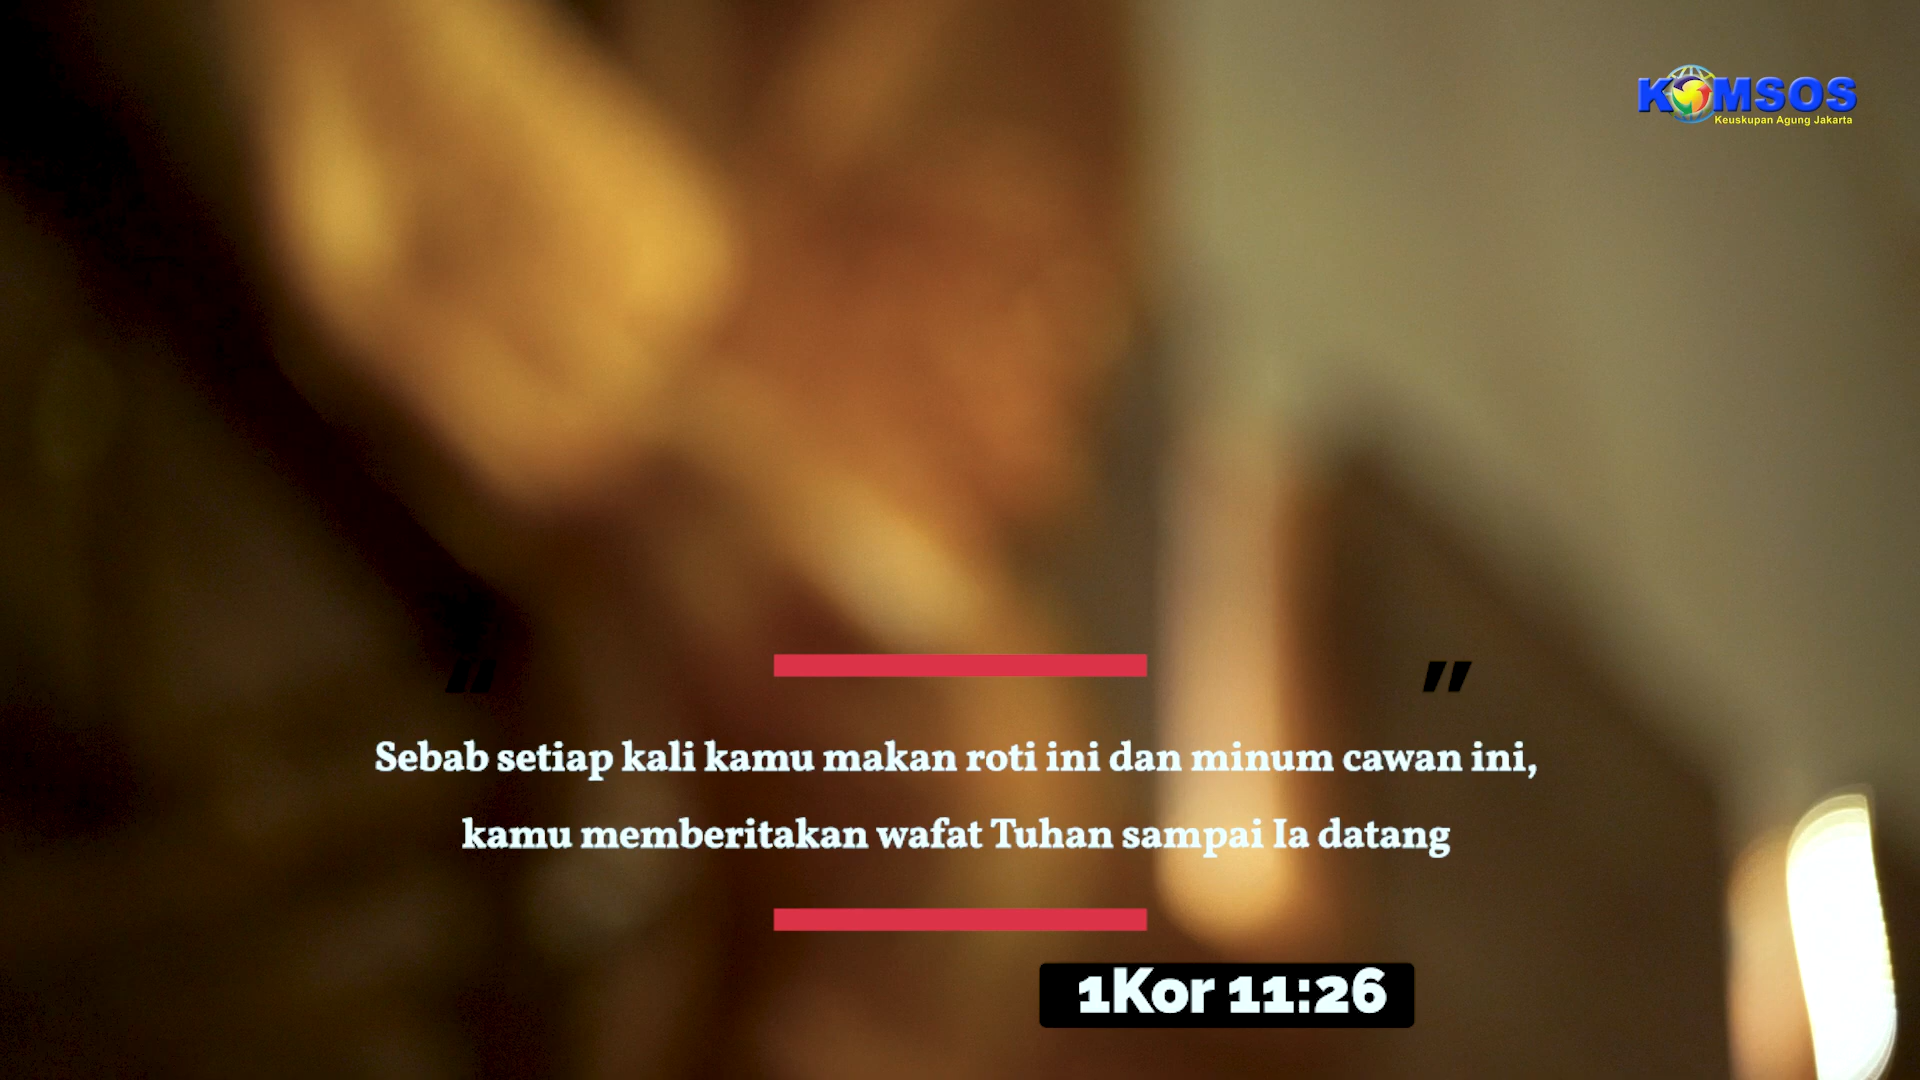 KOMSOS
Keuskupan Agung Jakarta
"
"
Sebab setiap kali kamu makan roti ini dan minum cawan ini,
kamu memberitakan wafat Tuhan sampai Ia datang
1Kor 11:26